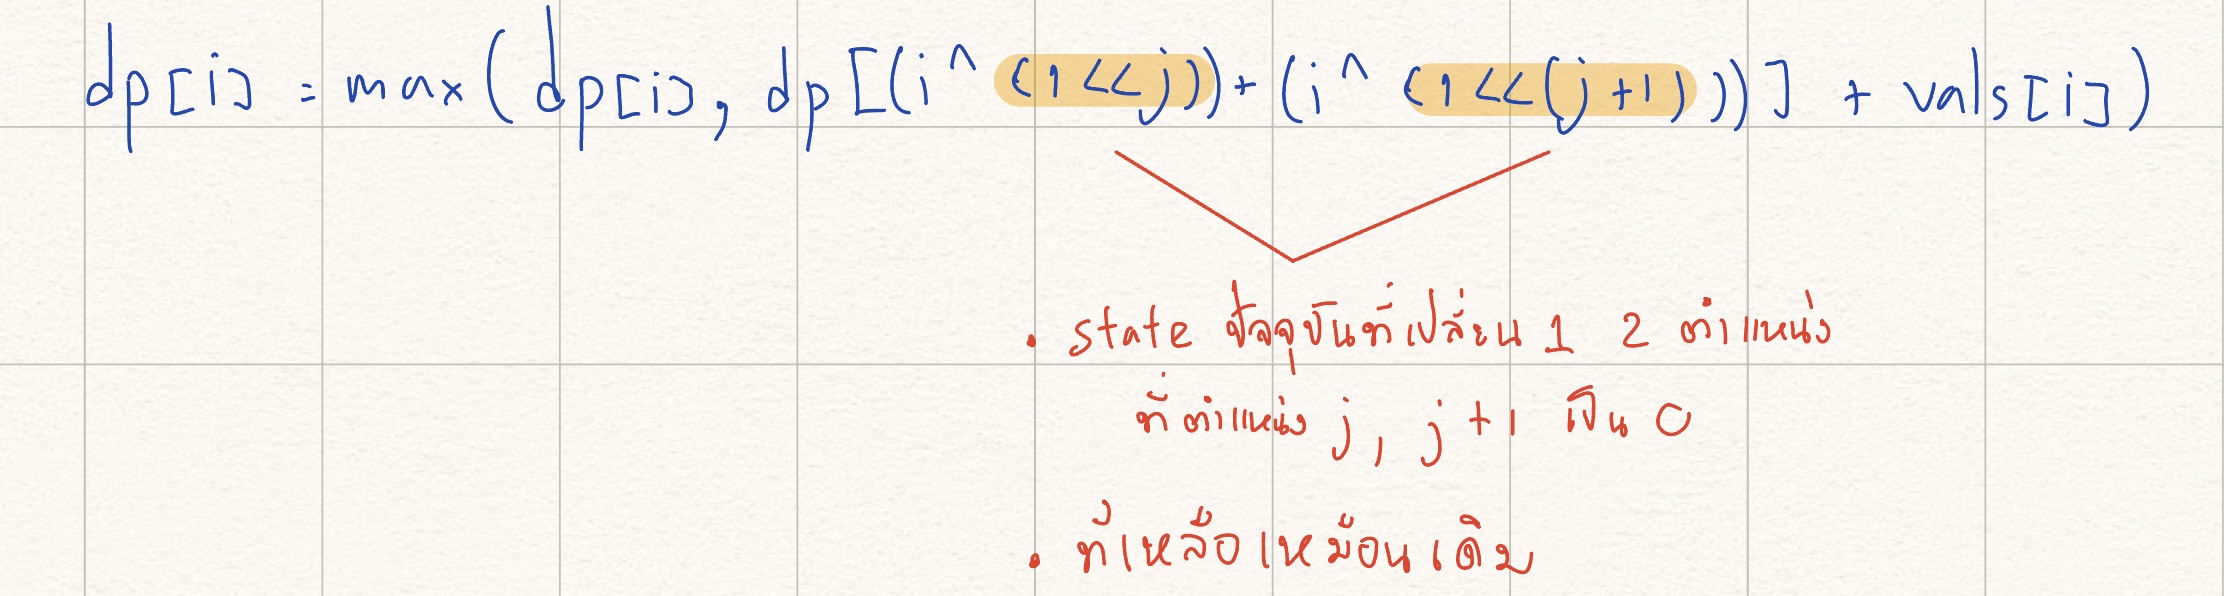 dp[i] = max(dp[i], dp[(i^(1<<j))+(i^(1<<(j+1)))] + vals[i])
. state ปัจจุบันที่เปลี่ยน 1 2 ตำแหน่ง
ที่ตำแหน่ง j, j+1 เป็น 0
. ที่เหลือเหมือนเดิม